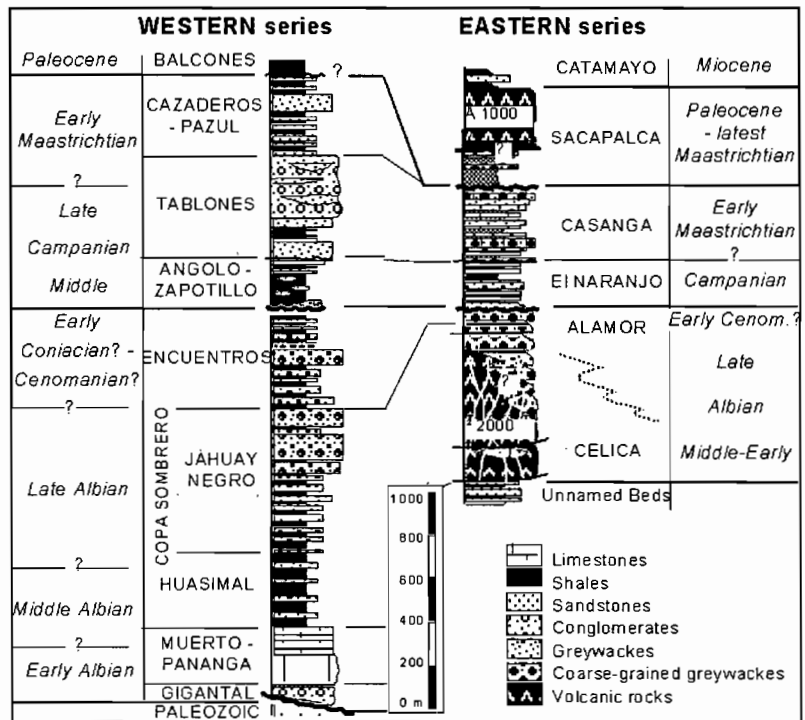 WESTERN series
EASTERN series
Paleocene
BALCONES
?
Early
Maastrichtian
CAZADEROS
- PAZUL
?
Late
Campanian
TABLONES
Middle
ANGOLO-
ZAPOTILLO
Early
Coniacian? -
Cenomanian?
ENCUENTROS
?
Late Albian
COPA SOMBRERO
JAHUAY
NEGRO
?
Middle Albian
HUASIMAL
?
Early Albian
MUERTO -
PANANGA
GIGANTAL
PALEOZOIC
CATAMAYO
Miocene
1000
?
SACAPALCA
Paleocene
- latest
Maastrichtian
CASANGA
Early
Maastrichtian
?
El NARANJO
Campanian
ALAMOR
Early Cenom.?
?
Late
Albian
2000
CELICA
Middle-Early
Unnamed Beds
1000
800
600
400
200
0 m
Limestones
Shales
Sandstones
Conglomerates
Greywackes
Coarse-grained greywackes
Volcanic rocks